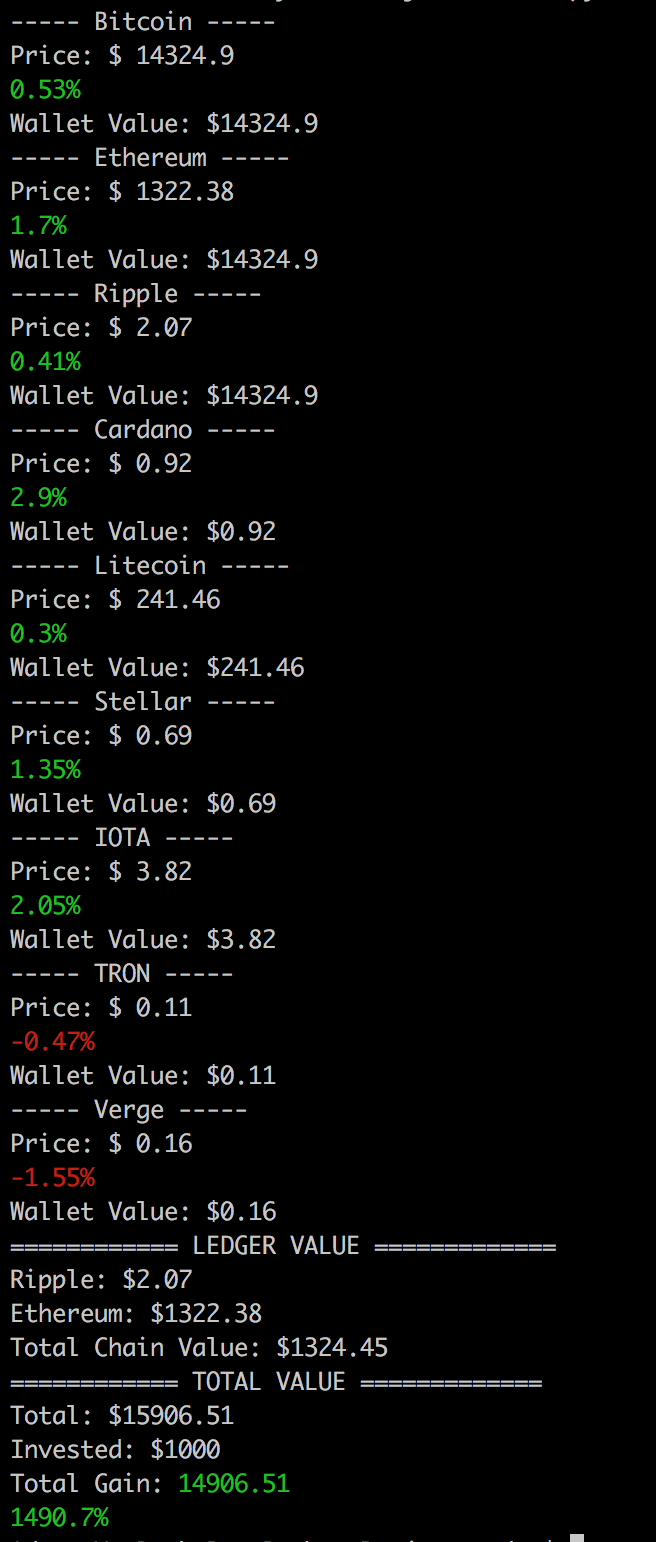 ----- Bitcoin -----
Price: $ 14324.9
0.53%
Wallet Value: $14324.9
----- Ethereum -----
Price: $ 1322.38
1.7%
Wallet Value: $14324.9
----- Ripple -----
Price: $ 2.07
0.41%
Wallet Value: $14324.9
----- Cardano -----
Price: $ 0.92
2.9%
Wallet Value: $0.92
----- Litecoin -----
Price: $ 241.46
0.3%
Wallet Value: $241.46
----- Stellar -----
Price: $ 0.69
1.35%
Wallet Value: $0.69
----- IOTA -----
Price: $ 3.82
2.05%
Wallet Value: $3.82
----- TRON -----
Price: $ 0.11
-0.47%
Wallet Value: $0.11
----- Verge -----
Price: $ 0.16
-1.55%
Wallet Value: $0.16
============ LEDGER VALUE =============
Ripple: $2.07
Ethereum: $1322.38
Total Chain Value: $1324.45
============ TOTAL VALUE =============
Total: $15906.51
Invested: $1000
Total Gain: 14906.51
1490.7%